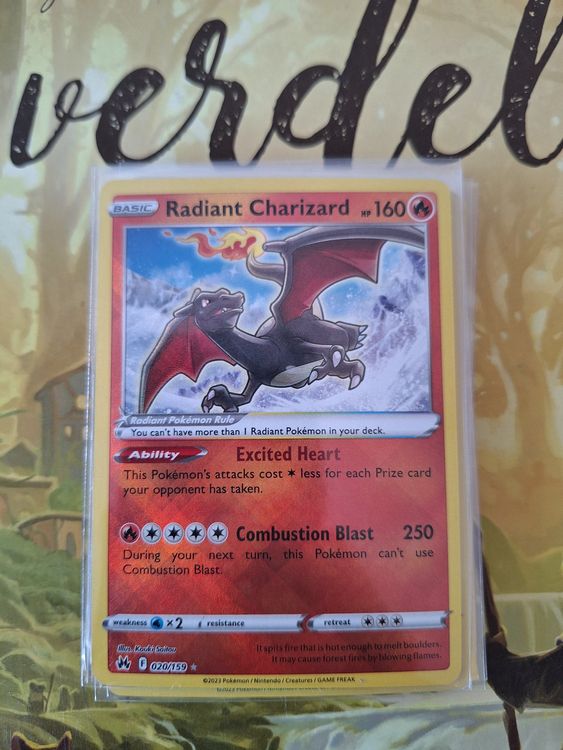 verdel
BASIC Radiant Charizard HP 160
Radiant Pokémon Rule
You can't have more than 1 Radiant Pokémon in your deck.
Ability Excited Heart
This Pokémon's attacks cost less for each Prize card
your opponent has taken.
Combustion Blast 250
During your next turn, this Pokémon can't use
Combustion Blast.
weakness ×2 resistance retreat
Illus. Kouki Saitou
It spits fire that is hot enough to melt boulders.
It may cause forest fires by blowing flames.
F 020/159
©2023 Pokémon / Nintendo / Creatures / GAME FREAK